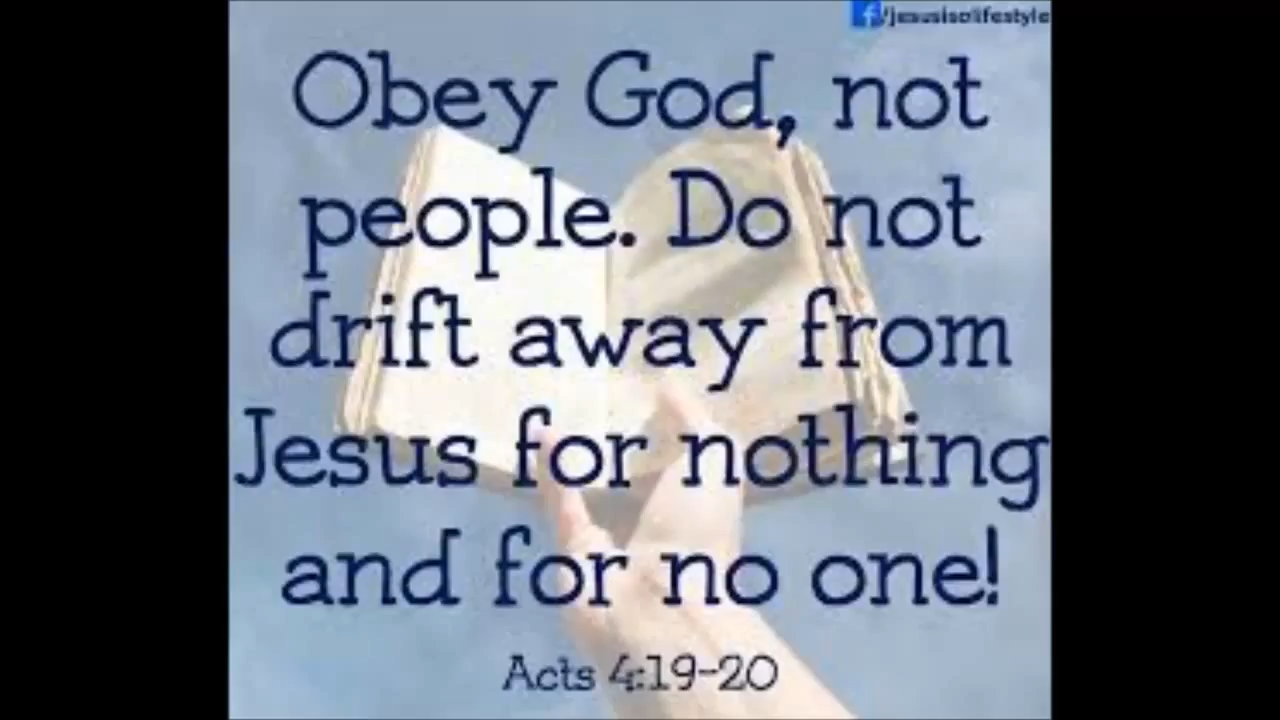 f/jesusisalifestyle
Obey God, not
people. Do not
drift away from
Jesus for nothing
and for no one!
Acts 4:19-20